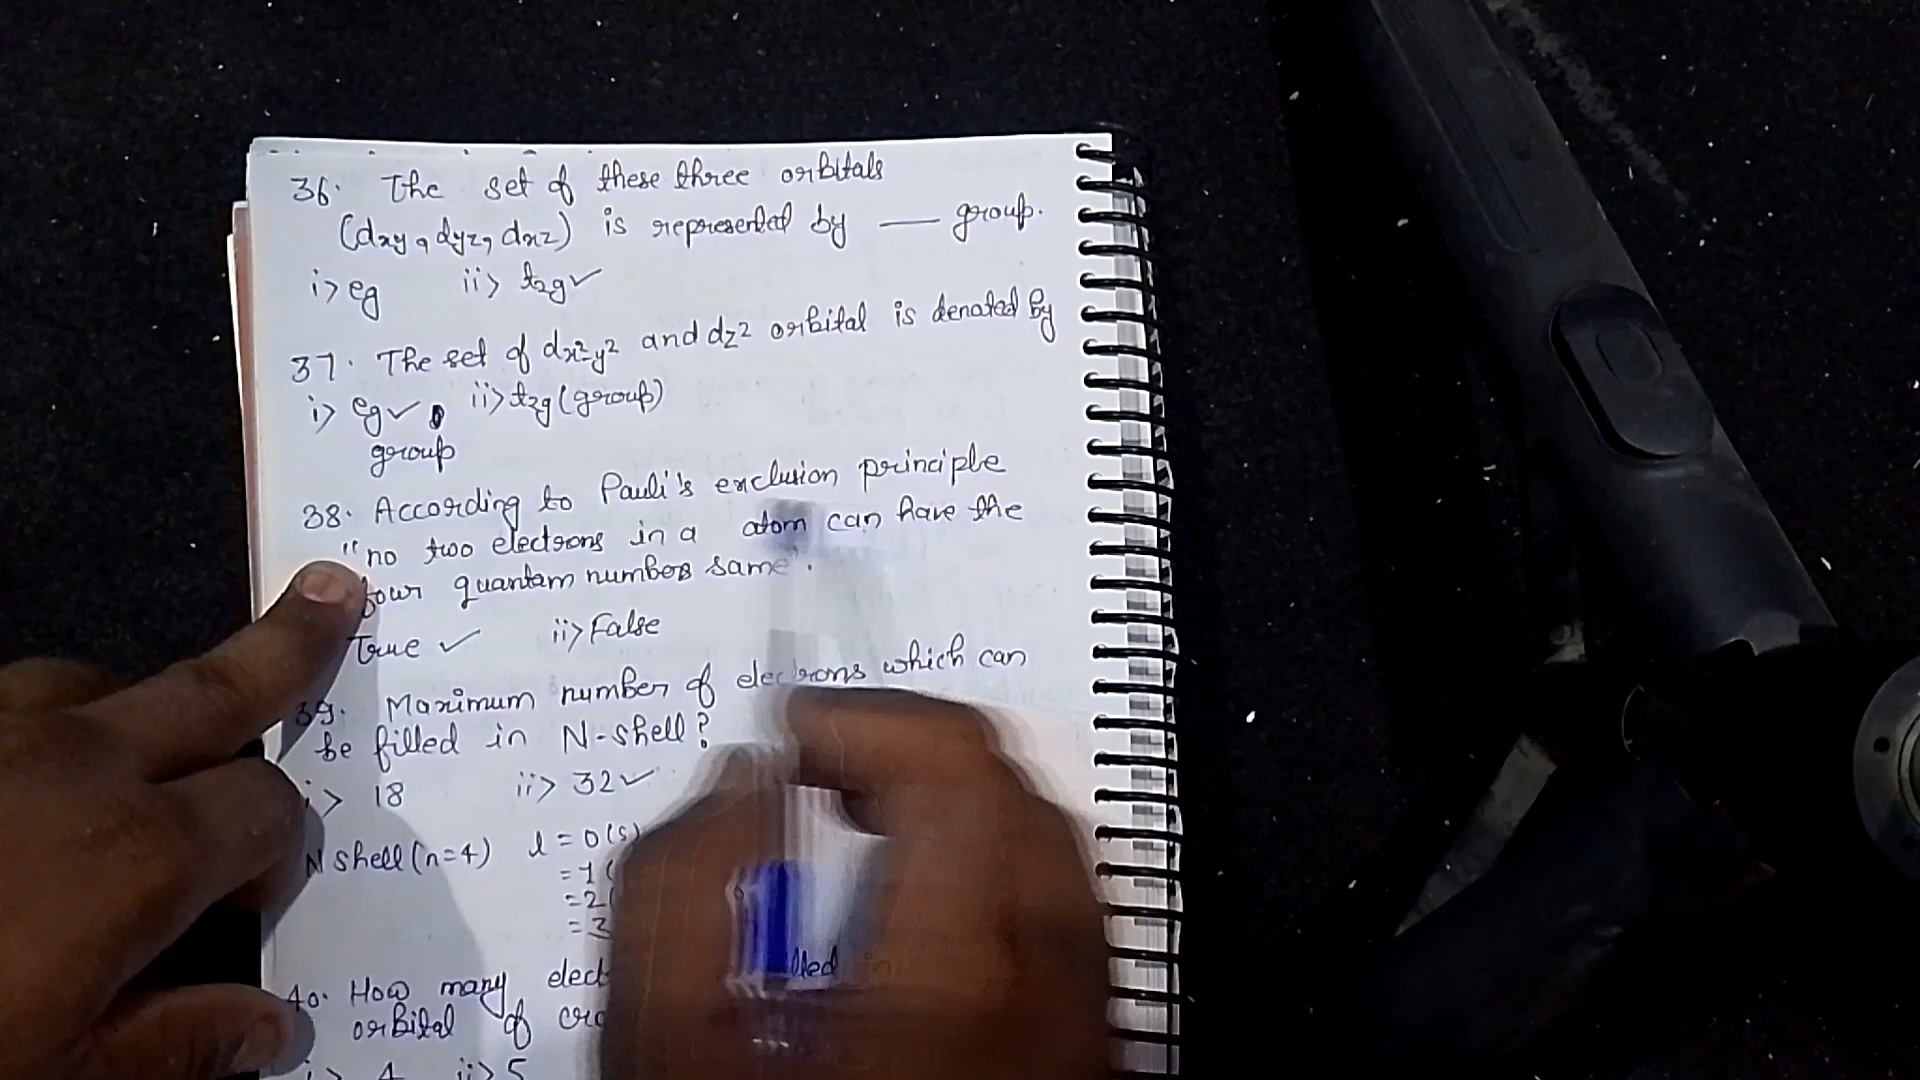 36. The set of these three orbitals
(dxy, dyz, dxz) is represented by — group.
i> eg ii> t2g ✓
37. The set of dx²-y² and dz² orbital is denated by
i> eg ✓ ii> t2g (group)
group
38. According to Pauli's exclusion principle
"no two electrons in a atom can have the
four quantam numbers same".
True ✓ ii> False
39. Maximum number of electrons which can
be filled in N-shell?
i> 18 ii> 32 ✓
N shell (n=4) l = 0(s)
= 1(
= 2(
= 3
40. How many elect lled in
orbital of
i> 4 ii> 5